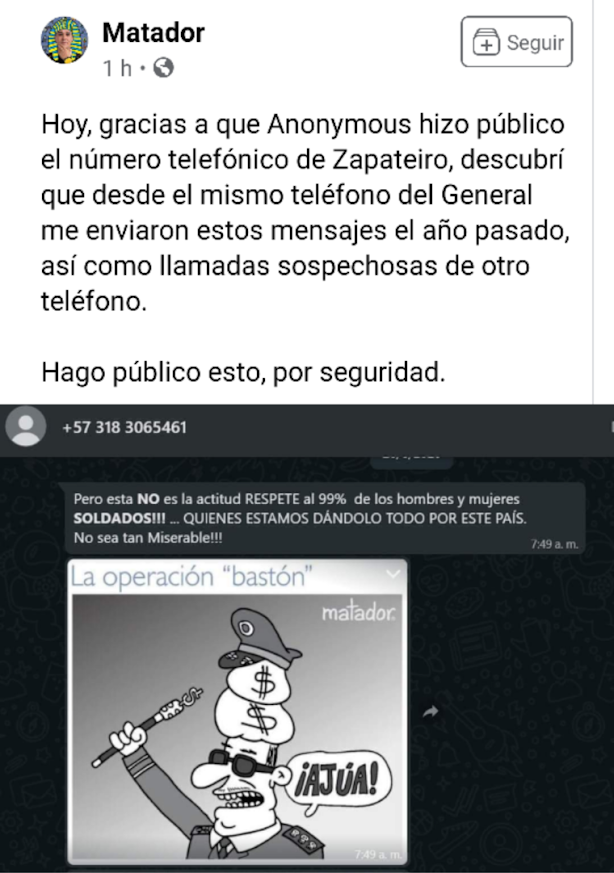 Matador
1 h
Seguir
Hoy, gracias a que Anonymous hizo público
el número telefónico de Zapateiro, descubrí
que desde el mismo teléfono del General
me enviaron estos mensajes el año pasado,
así como llamadas sospechosas de otro
teléfono.
Hago público esto, por seguridad.
+57 318 3065461
Pero esta NO es la actitud RESPETE al 99% de los hombres y mujeres
SOLDADOS!!! ... QUIENES ESTAMOS DÁNDOLO TODO POR ESTE PAÍS.
No sea tan Miserable!!!
7:49 a. m.
La operación "bastón"
matador.
$
$
$
¡AJÚA!
7:49 a. m.